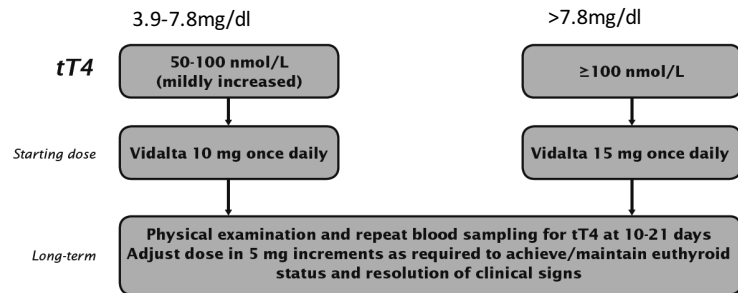 3.9-7.8mg/dl
>7.8mg/dl
tT4
50-100 nmol/L
(mildly increased)
≥100 nmol/L
Starting dose
Vidalta 10 mg once daily
Vidalta 15 mg once daily
Long-term
Physical examination and repeat blood sampling for tT4 at 10-21 days
Adjust dose in 5 mg increments as required to achieve/maintain euthyroid
status and resolution of clinical signs